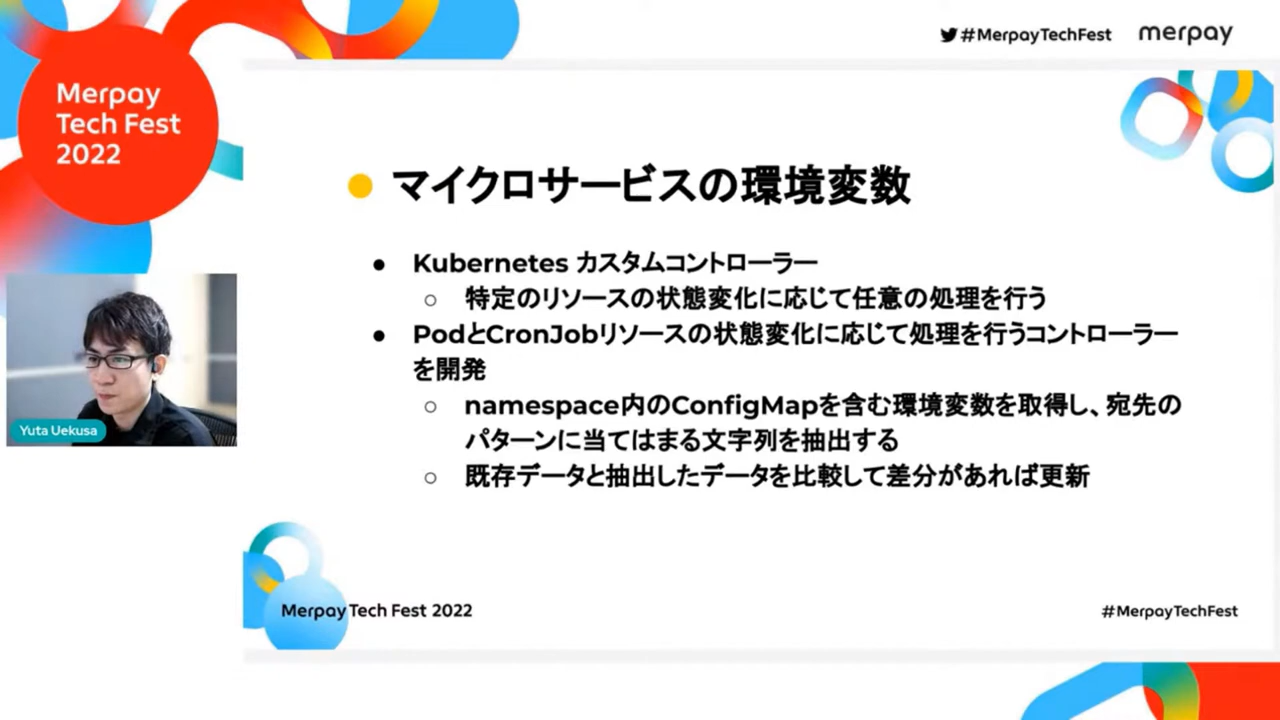 #MerpayTechFest
merpay
Merpay
Tech Fest
2022
マイクロサービスの環境変数
● Kubernetes カスタムコントローラー
○ 特定のリソースの状態変化に応じて任意の処理を行う
● PodとCronJobリソースの状態変化に応じて処理を行うコントローラー
を開発
○ namespace内のConfigMapを含む環境変数を取得し、宛先の
パターンに当てはまる文字列を抽出する
○ 既存データと抽出したデータを比較して差分があれば更新
Yuta Uekusa
Merpay Tech Fest 2022
#MerpayTechFest